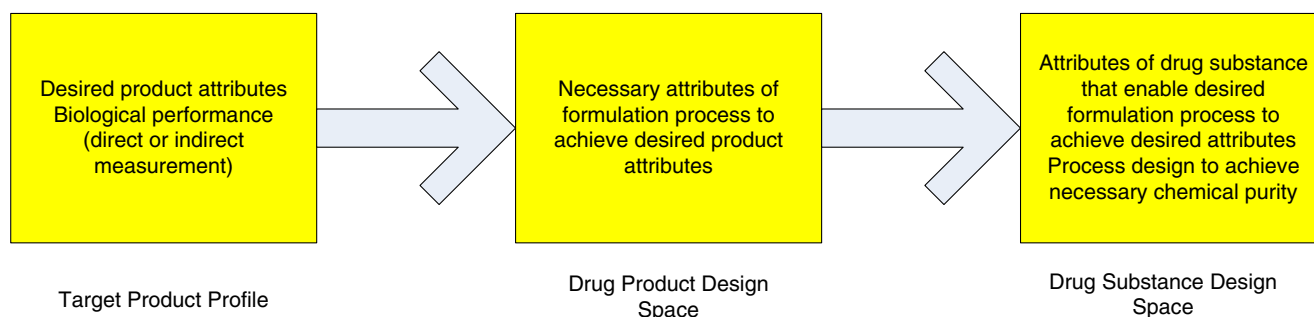 Desired product attributes
Biological performance
(direct or indirect
measurement)
Necessary attributes of
formulation process to
achieve desired product
attributes
Attributes of drug substance
that enable desired
formulation process to
achieve desired attributes
Process design to achieve
necessary chemical purity
Target Product Profile
Drug Product Design
Space
Drug Substance Design
Space